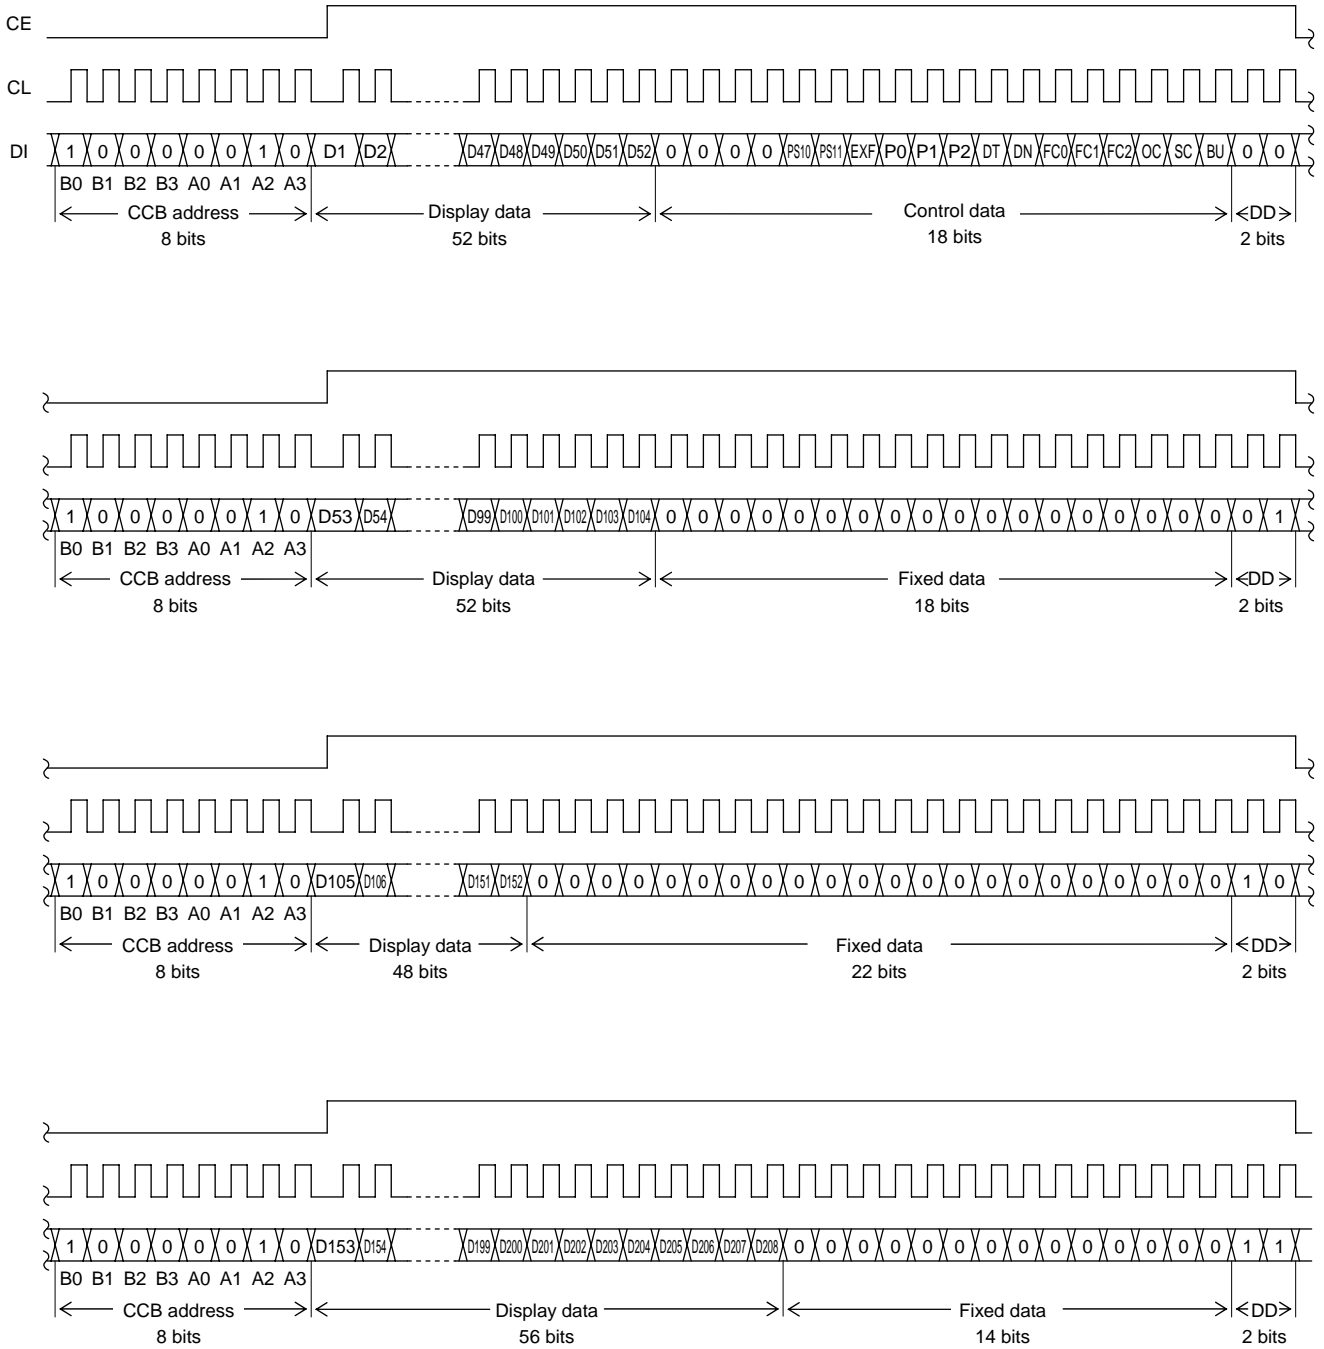 CE
CL
DI 1 0 0 0 0 0 1 0 D1 D2 D47 D48 D49 D50 D51 D52 0 0 0 0 PS10 PS11 EXF P0 P1 P2 DT DN FC0 FC1 FC2 OC SC BU 0 0
B0 B1 B2 B3 A0 A1 A2 A3
CCB address Display data Control data DD
8 bits 52 bits 18 bits 2 bits
1 0 0 0 0 0 1 0 D53 D54 D99 D100 D101 D102 D103 D104 0 0 0 0 0 0 0 0 0 0 0 0 0 0 0 0 0 0 0 1
B0 B1 B2 B3 A0 A1 A2 A3
CCB address Display data Fixed data DD
8 bits 52 bits 18 bits 2 bits
1 0 0 0 0 0 1 0 D105 D106 D151 D152 0 0 0 0 0 0 0 0 0 0 0 0 0 0 0 0 0 0 0 0 0 0 1 0
B0 B1 B2 B3 A0 A1 A2 A3
CCB address Display data Fixed data DD
8 bits 48 bits 22 bits 2 bits
1 0 0 0 0 0 1 0 D153 D154 D199 D200 D201 D202 D203 D204 D205 D206 D207 D208 0 0 0 0 0 0 0 0 0 0 0 0 0 0 1 1
B0 B1 B2 B3 A0 A1 A2 A3
CCB address Display data Fixed data DD
8 bits 56 bits 14 bits 2 bits